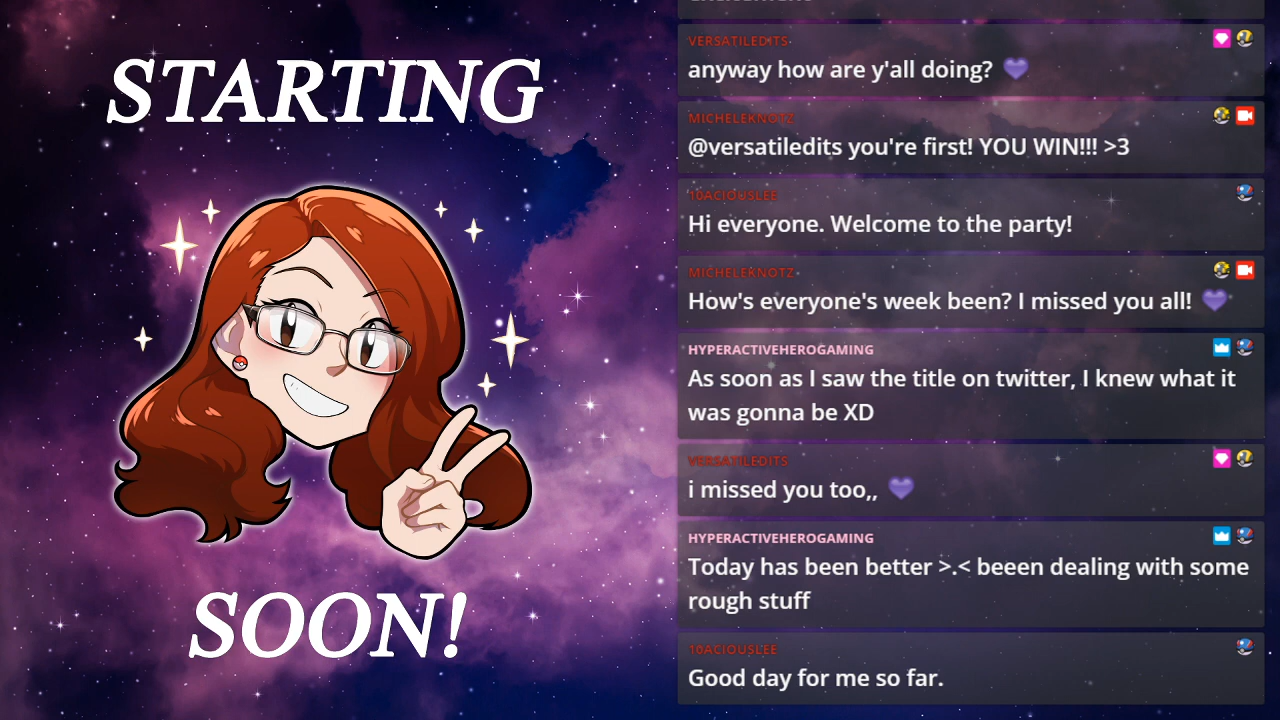 STARTING
SOON!
VERSATILEDITS
anyway how are y'all doing? 💜
MICHELEKNOTZ
@versatiledits you're first! YOU WIN!!! >3
10ACIOUSLEE
Hi everyone. Welcome to the party!
MICHELEKNOTZ
How's everyone's week been? I missed you all! 💜
HYPERACTIVEHEROGAMING
As soon as I saw the title on twitter, I knew what it
was gonna be XD
VERSATILEDITS
i missed you too,, 💜
HYPERACTIVEHEROGAMING
Today has been better >.< beeen dealing with some
rough stuff
10ACIOUSLEE
Good day for me so far.